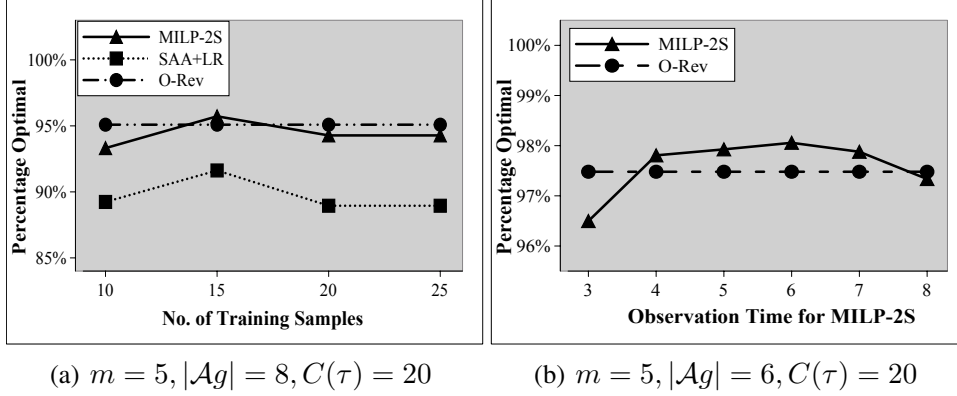 MILP-2S
SAA+LR
O-Rev
100%
95%
90%
85%
Percentage Optimal
10
15
20
25
No. of Training Samples
(a) m = 5, |Ag| = 8, C(τ) = 20
MILP-2S
O-Rev
100%
99%
98%
97%
96%
Percentage Optimal
3
4
5
6
7
8
Observation Time for MILP-2S
(b) m = 5, |Ag| = 6, C(τ) = 20